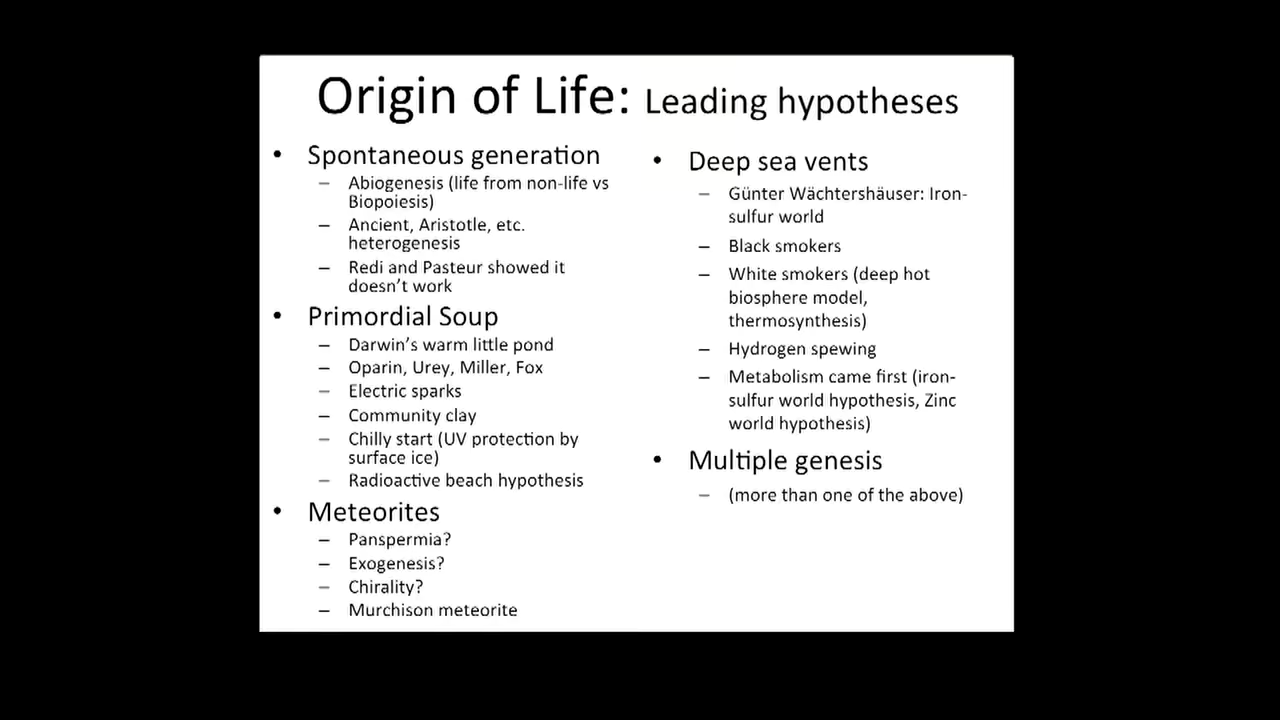 Origin of Life: Leading hypotheses
• Spontaneous generation
– Abiogenesis (life from non-life vs
Biopoiesis)
– Ancient, Aristotle, etc.
heterogenesis
– Redi and Pasteur showed it
doesn't work
• Primordial Soup
– Darwin's warm little pond
– Oparin, Urey, Miller, Fox
– Electric sparks
– Community clay
– Chilly start (UV protection by
surface ice)
– Radioactive beach hypothesis
• Meteorites
– Panspermia?
– Exogenesis?
– Chirality?
– Murchison meteorite
• Deep sea vents
– Günter Wächtershäuser: Iron-
sulfur world
– Black smokers
– White smokers (deep hot
biosphere model,
thermosynthesis)
– Hydrogen spewing
– Metabolism came first (iron-
sulfur world hypothesis, Zinc
world hypothesis)
• Multiple genesis
– (more than one of the above)